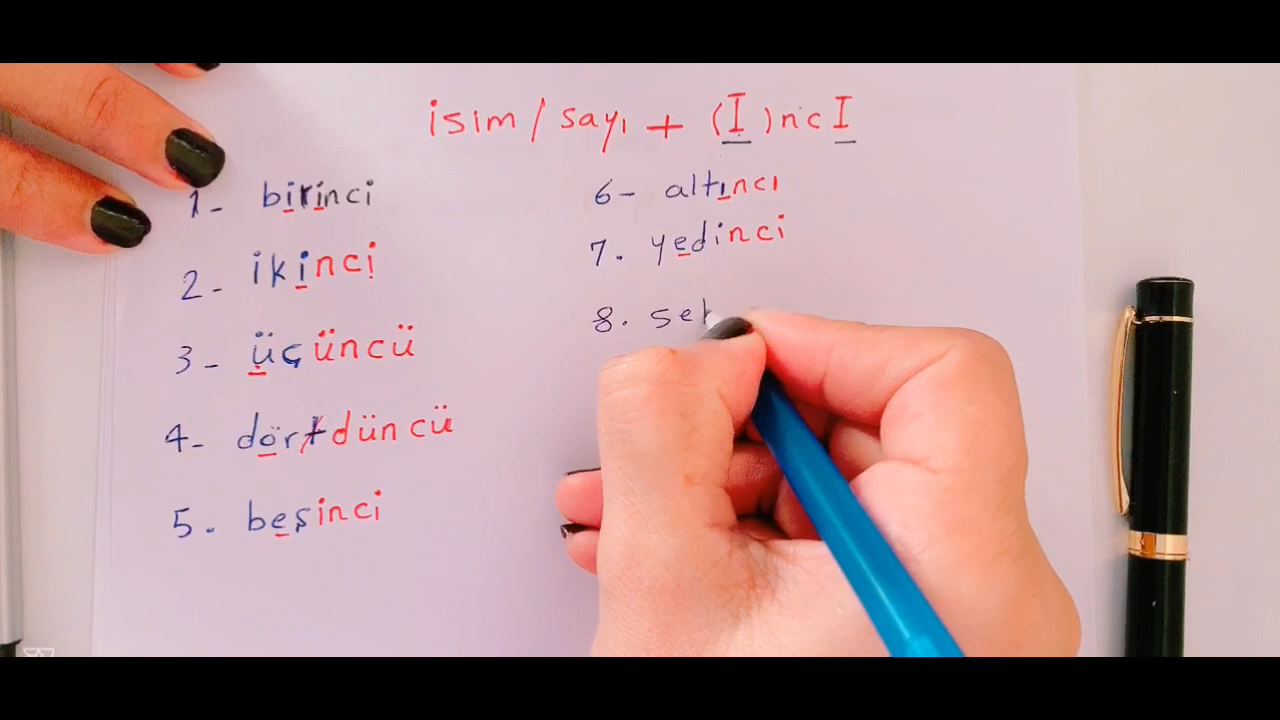 isim / sayı + (I)ncI
1- birinci
2- ikinci
3- üçüncü
4- dörtdüncü
5. beşinci
6- altıncı
7. yedinci
8. sek